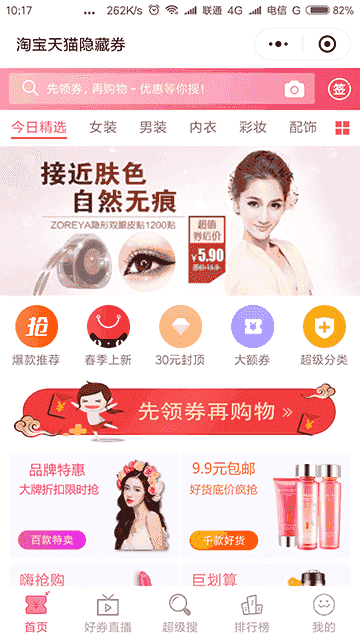 10:17 ... 262K/s 联通 4G 电信 G 82%
淘宝天猫隐藏券
先领券，再购物 - 优惠等你搜！ 签
今日精选 女装 男装 内衣 彩妆 配饰
接近肤色
自然无痕
ZOREYA隐形双眼皮贴1200贴
超值
券后价
¥5.90
抢
爆款推荐 春季上新 30元封顶 大额券 超级分类
先领券再购物 »
品牌特惠 9.9元包邮
大牌折扣限时抢 好货底价疯抢
百款特卖 千款好货
嗨抢购 巨划算
首页 好券直播 超级搜 排行榜 我的